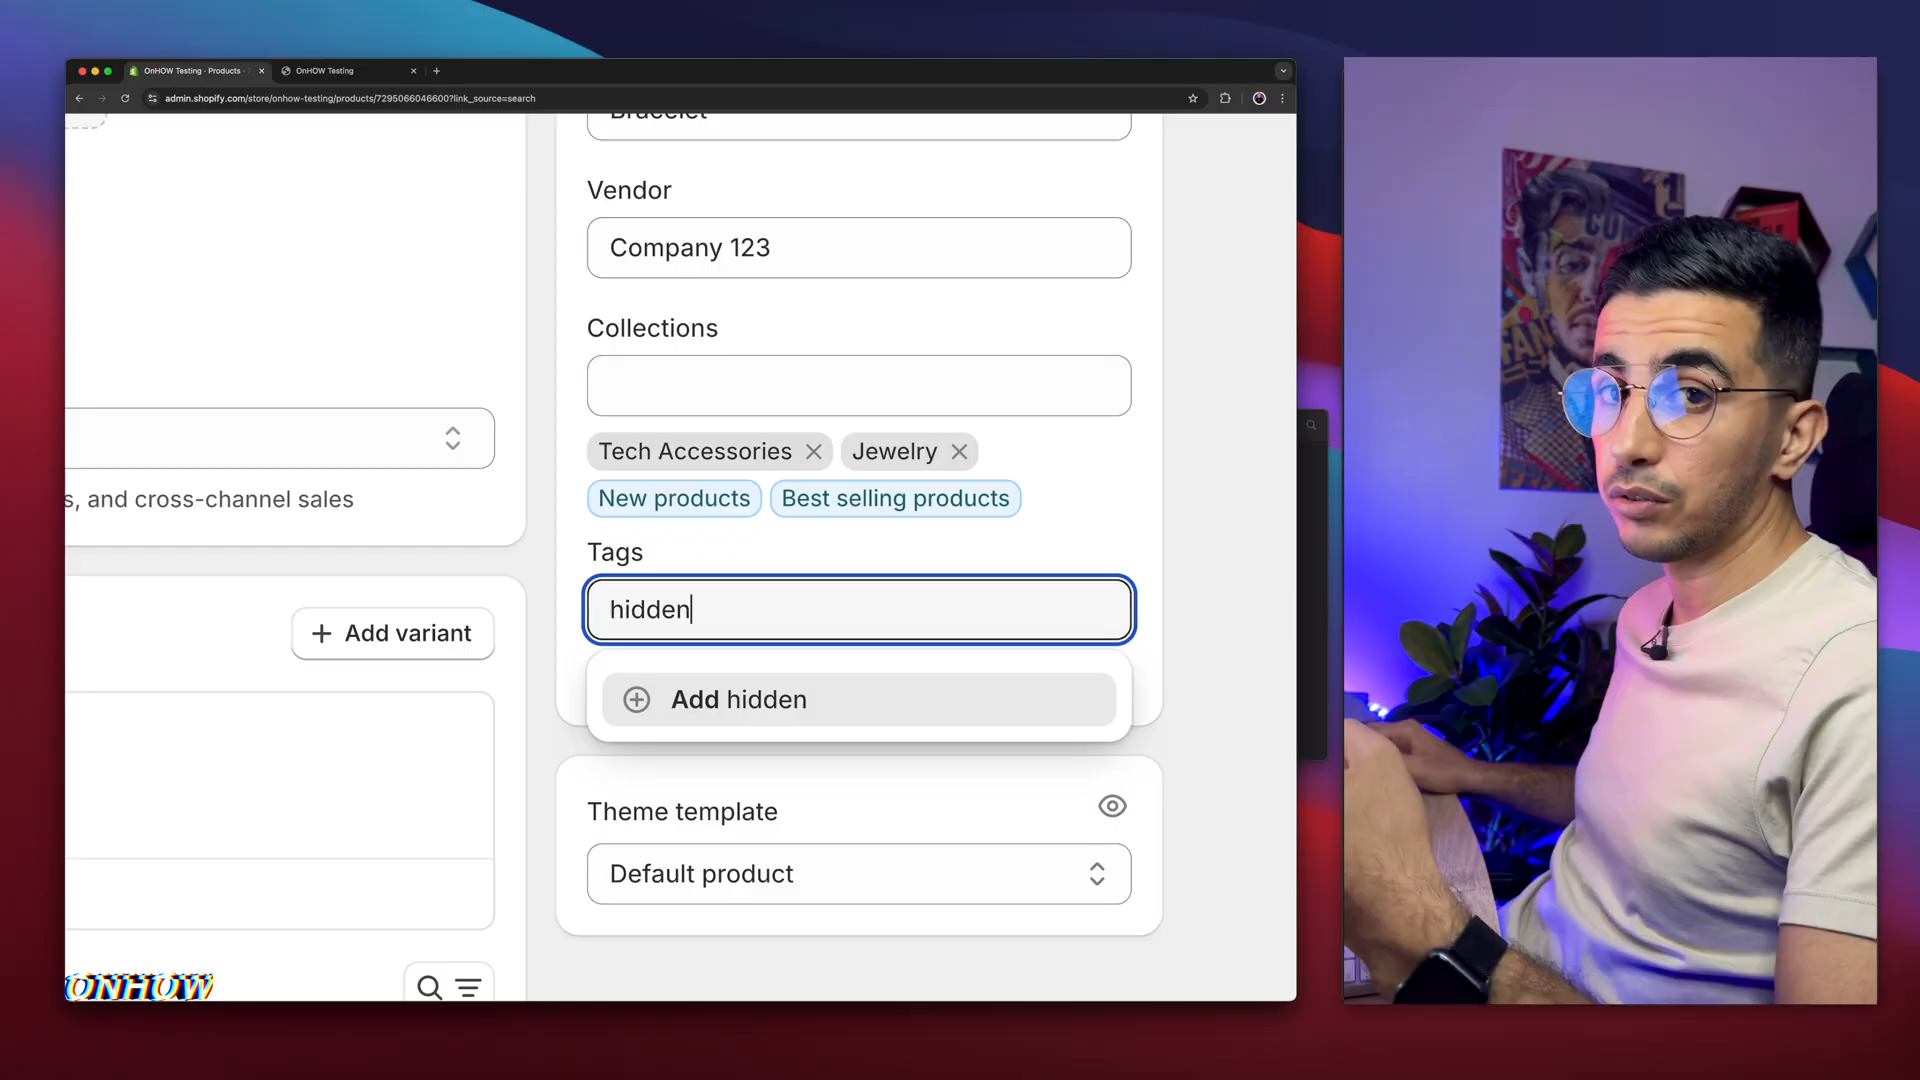 OnHOW Testing · Products ·
OnHOW Testing
admin.shopify.com/store/onhow-testing/products/7295066046600?link_source=search
Bracelet
Vendor
Company 123
Collections
Tech Accessories
Jewelry
New products
Best selling products
s, and cross-channel sales
Tags
hidden
Add variant
Add hidden
Theme template
Default product
ONHOW